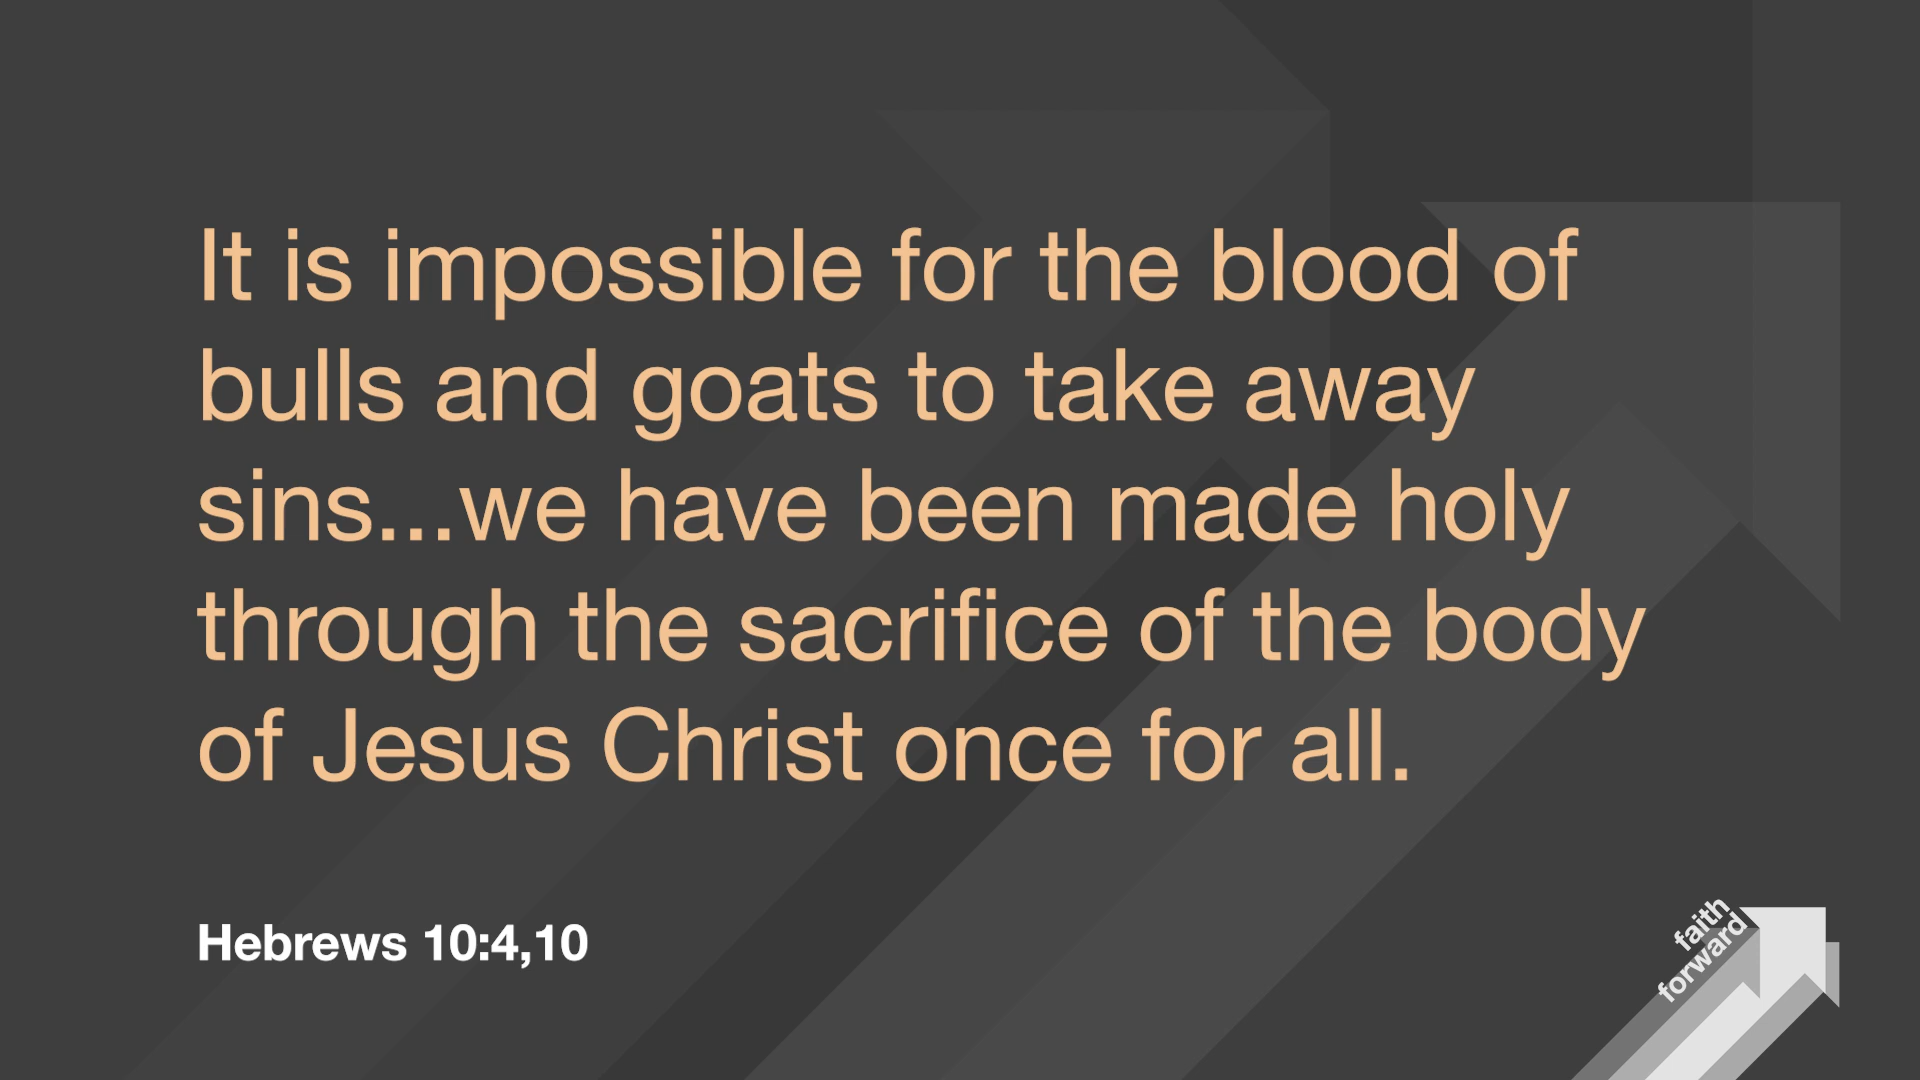 It is impossible for the blood of
bulls and goats to take away
sins...we have been made holy
through the sacrifice of the body
of Jesus Christ once for all.
Hebrews 10:4,10
faith
forward